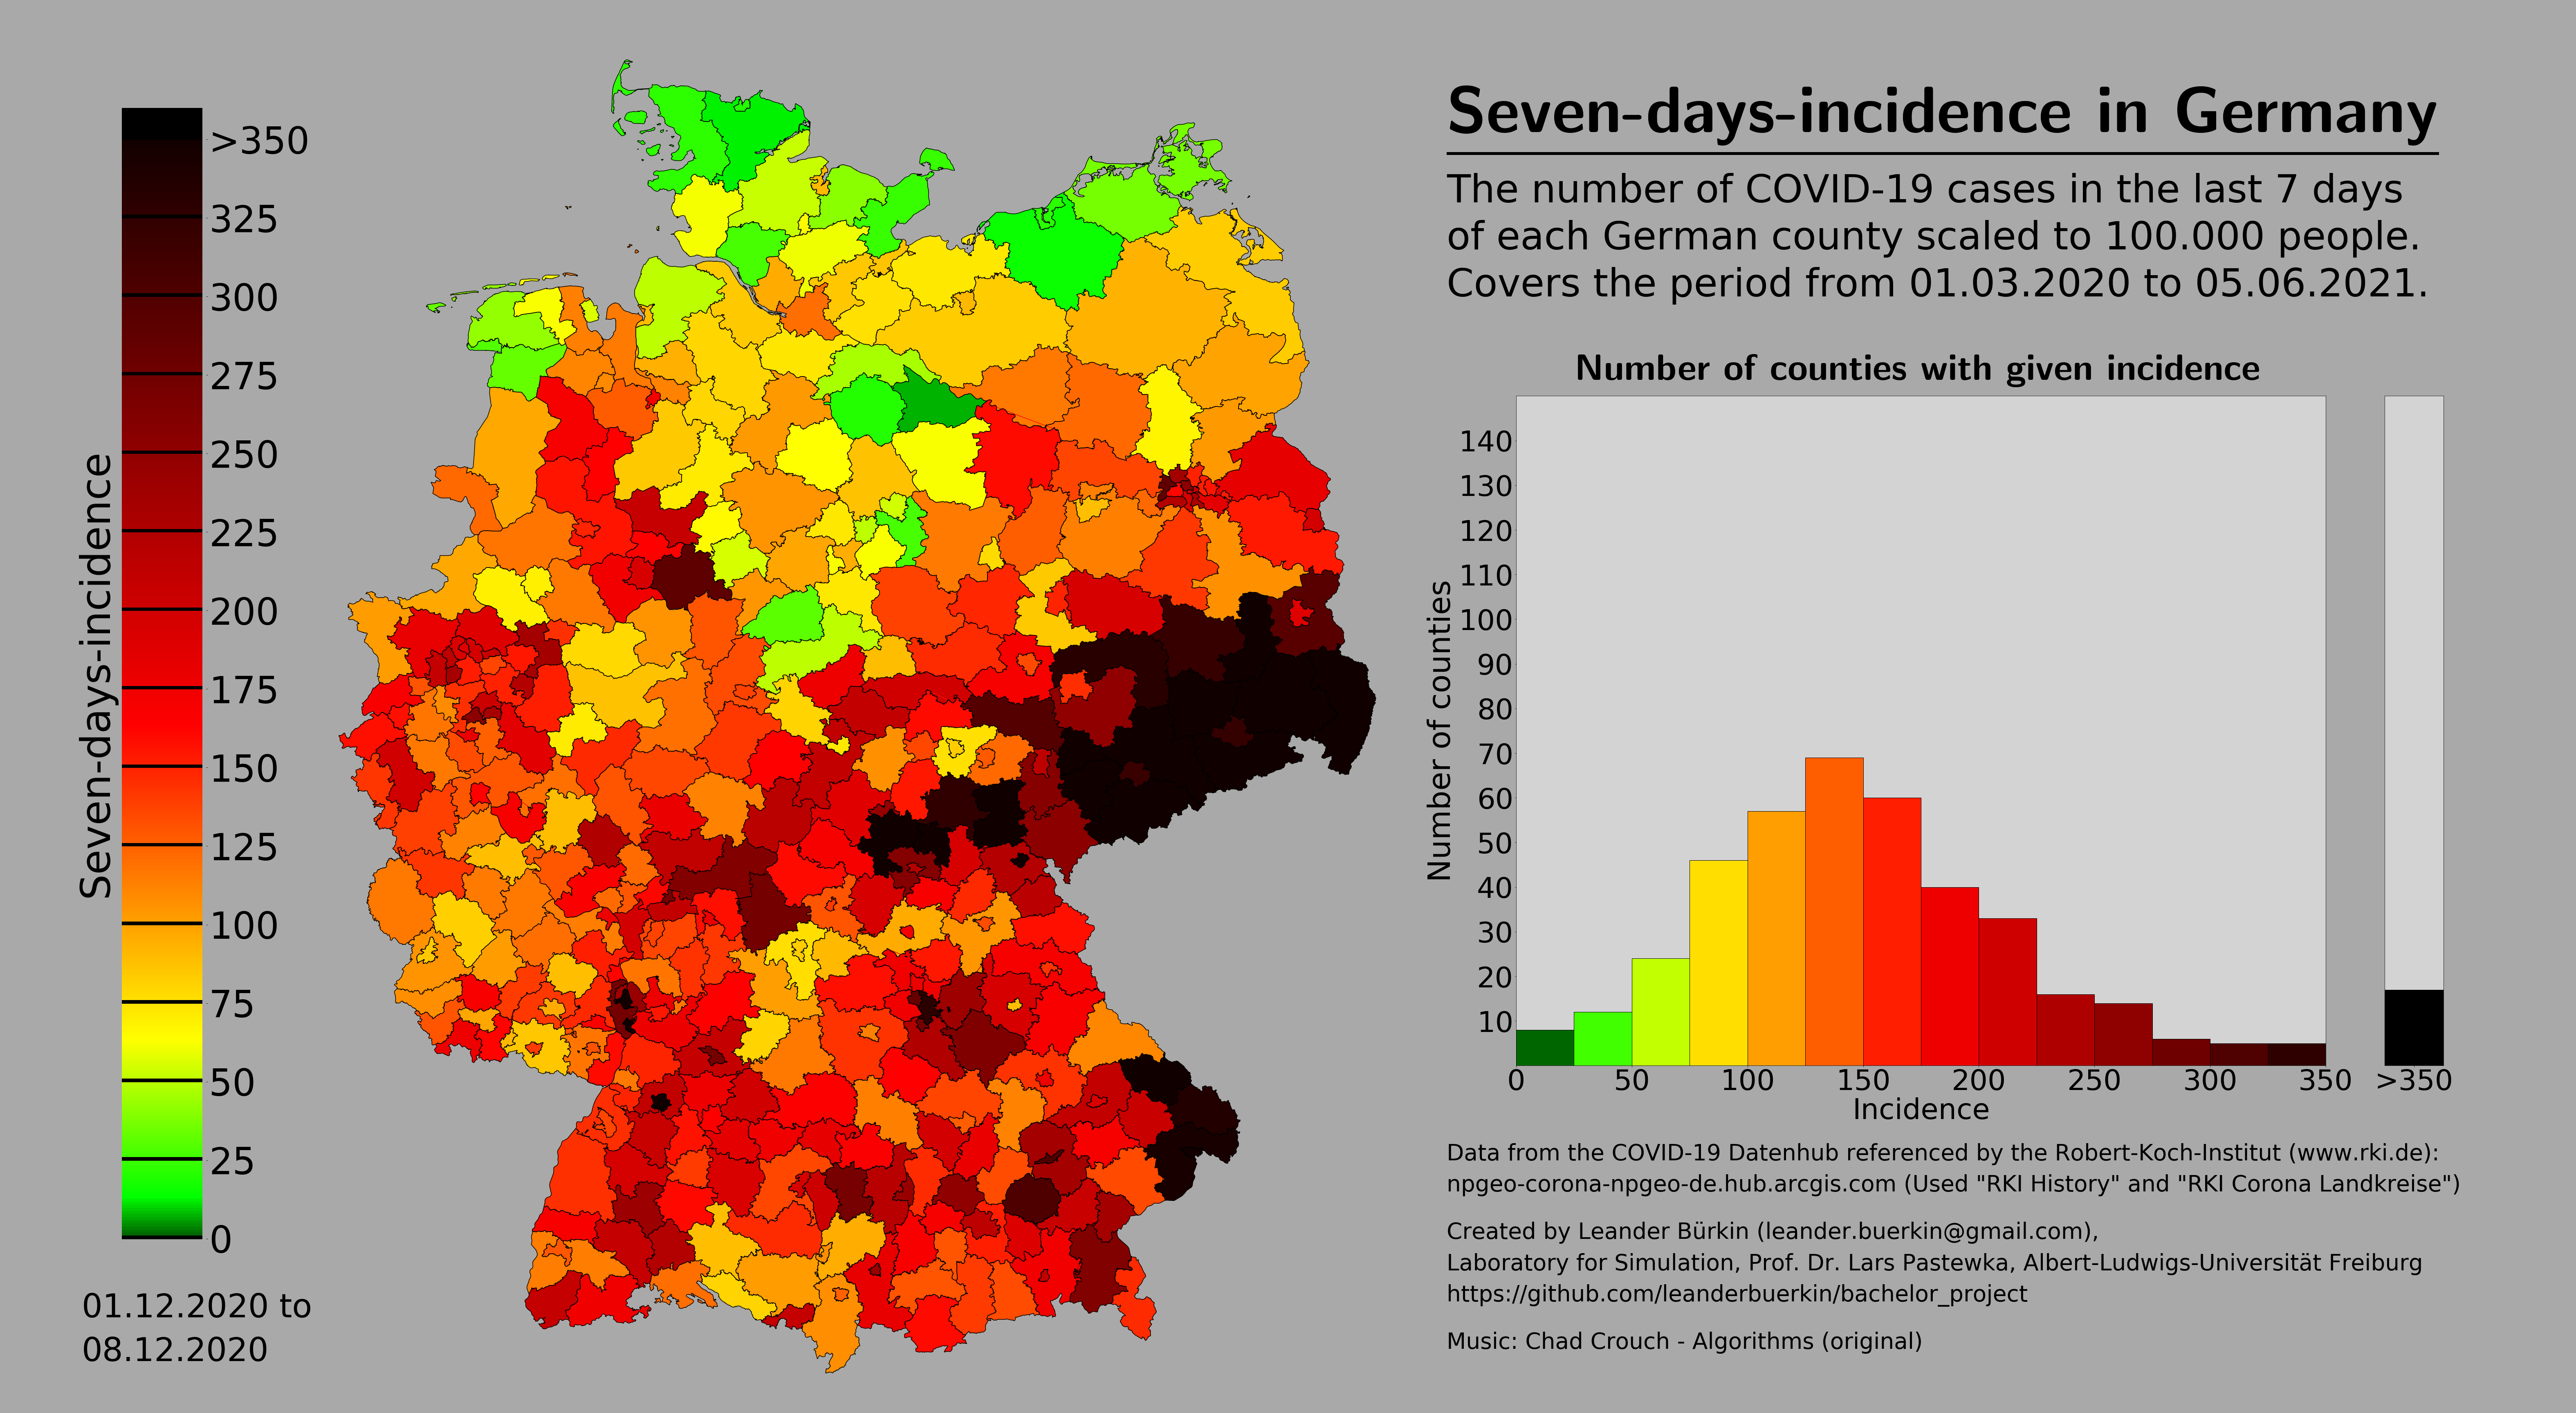 Seven-days-incidence in Germany
The number of COVID-19 cases in the last 7 days
of each German county scaled to 100.000 people.
Covers the period from 01.03.2020 to 05.06.2021.
Seven-days-incidence
>350
325
300
275
250
225
200
175
150
125
100
75
50
25
0
01.12.2020 to
08.12.2020
Number of counties with given incidence
Number of counties
140
130
120
110
100
90
80
70
60
50
40
30
20
10
0 50 100 150 200 250 300 350 >350
Incidence
Data from the COVID-19 Datenhub referenced by the Robert-Koch-Institut (www.rki.de):
npgeo-corona-npgeo-de.hub.arcgis.com (Used "RKI History" and "RKI Corona Landkreise")
Created by Leander Bürkin (leander.buerkin@gmail.com),
Laboratory for Simulation, Prof. Dr. Lars Pastewka, Albert-Ludwigs-Universität Freiburg
https://github.com/leanderbuerkin/bachelor_project
Music: Chad Crouch - Algorithms (original)